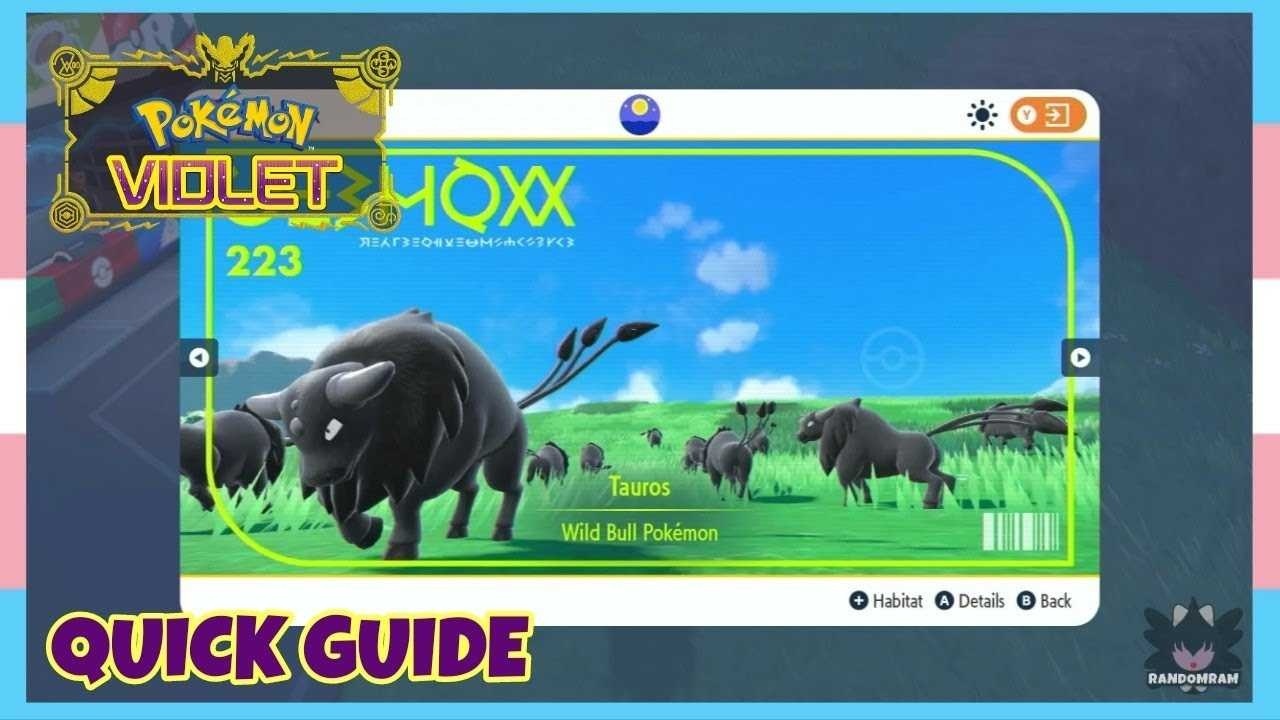 POKÉMON
VIOLET
223
Y
Tauros
Wild Bull Pokémon
+ Habitat A Details B Back
QUICK GUIDE
RANDOMRAM